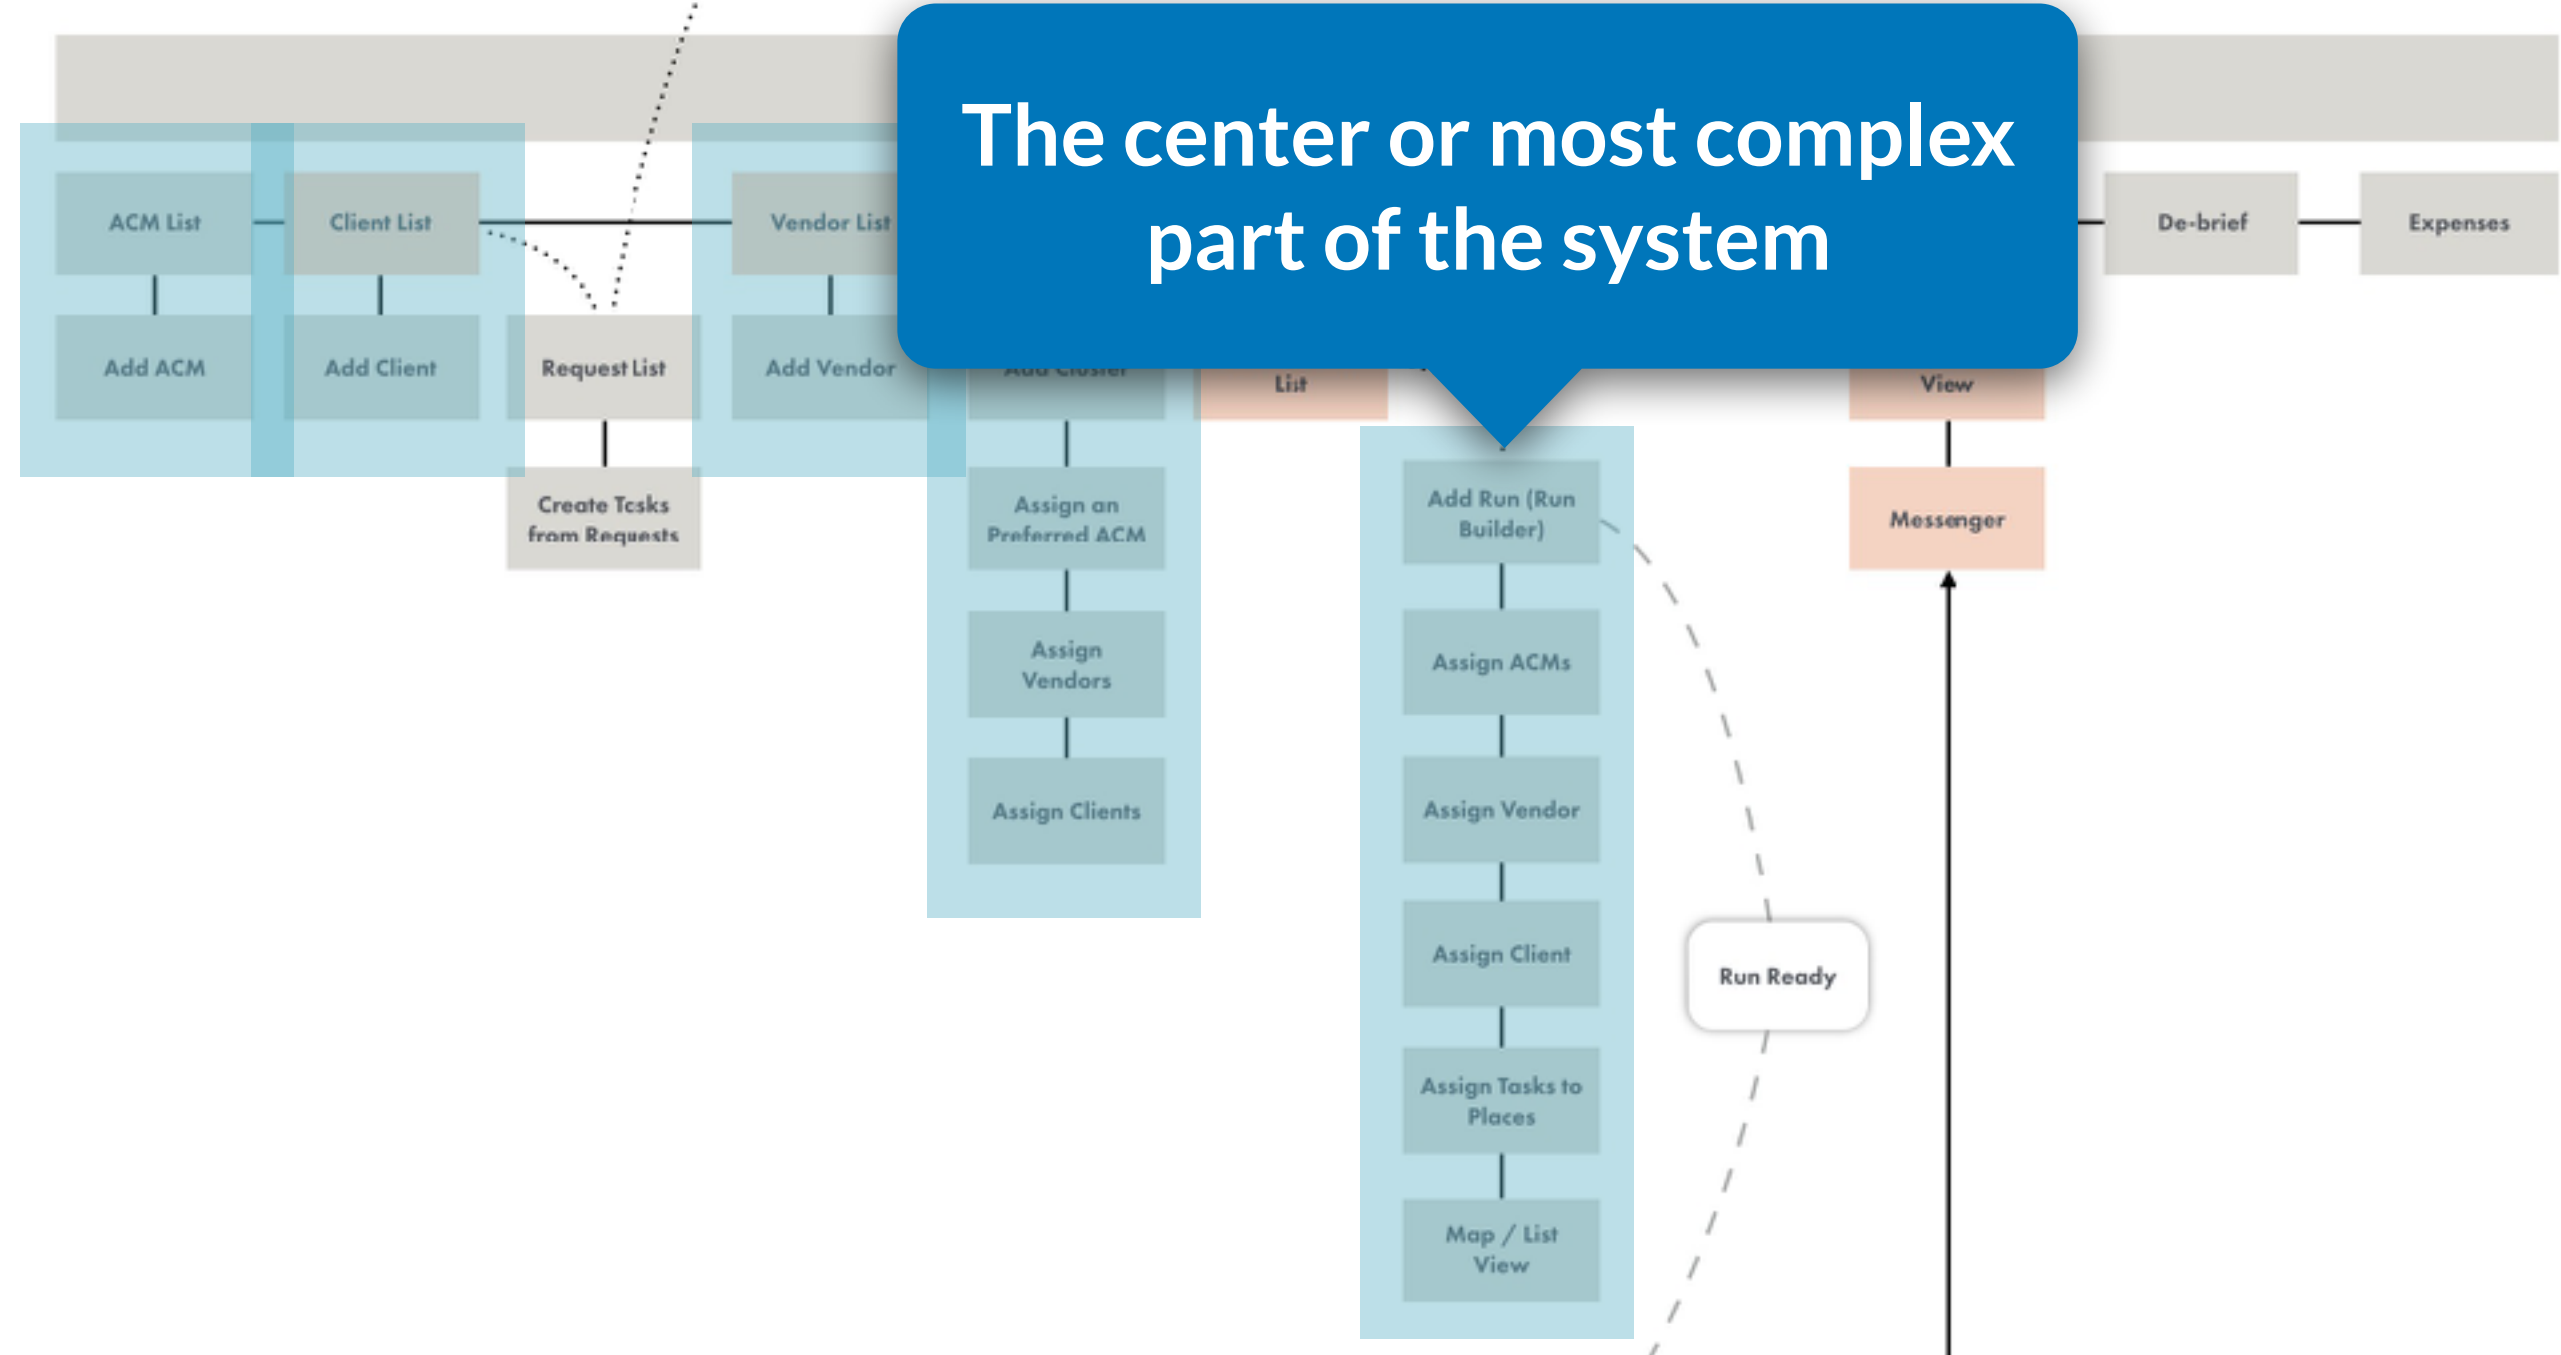 The center or most complex
part of the system
ACM List
Client List
Vendor List
De-brief
Expenses
Add ACM
Add Client
Request List
Add Vendor
Add Cluster
List
View
Create Tasks
from Requests
Assign an
Preferred ACM
Add Run (Run
Builder)
Messenger
Assign
Vendors
Assign ACMs
Assign Clients
Assign Vendor
Assign Client
Run Ready
Assign Tasks to
Places
Map / List
View